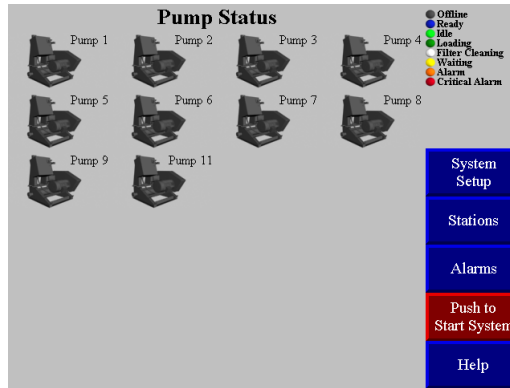 Pump Status
Offline
Ready
Idle
Loading
Filter Cleaning
Waiting
Alarm
Critical Alarm
Pump 1
Pump 2
Pump 3
Pump 4
Pump 5
Pump 6
Pump 7
Pump 8
Pump 9
Pump 11
System
Setup
Stations
Alarms
Push to
Start System
Help